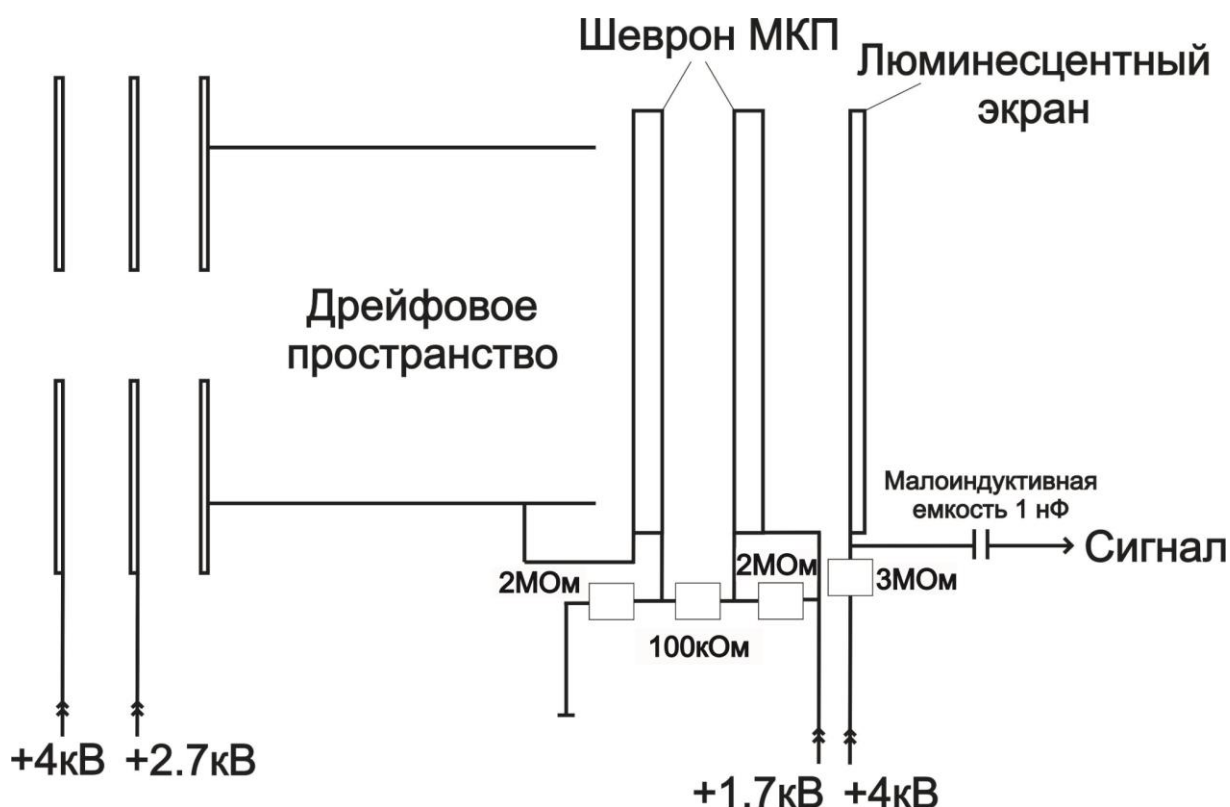 Шеврон МКП
Люминесцентный
экран
Дрейфовое
пространство
Малоиндуктивная
емкость 1 нФ
Сигнал
2МОм
2МОм
3МОм
100кОм
+4кВ
+2.7кВ
+1.7кВ
+4кВ